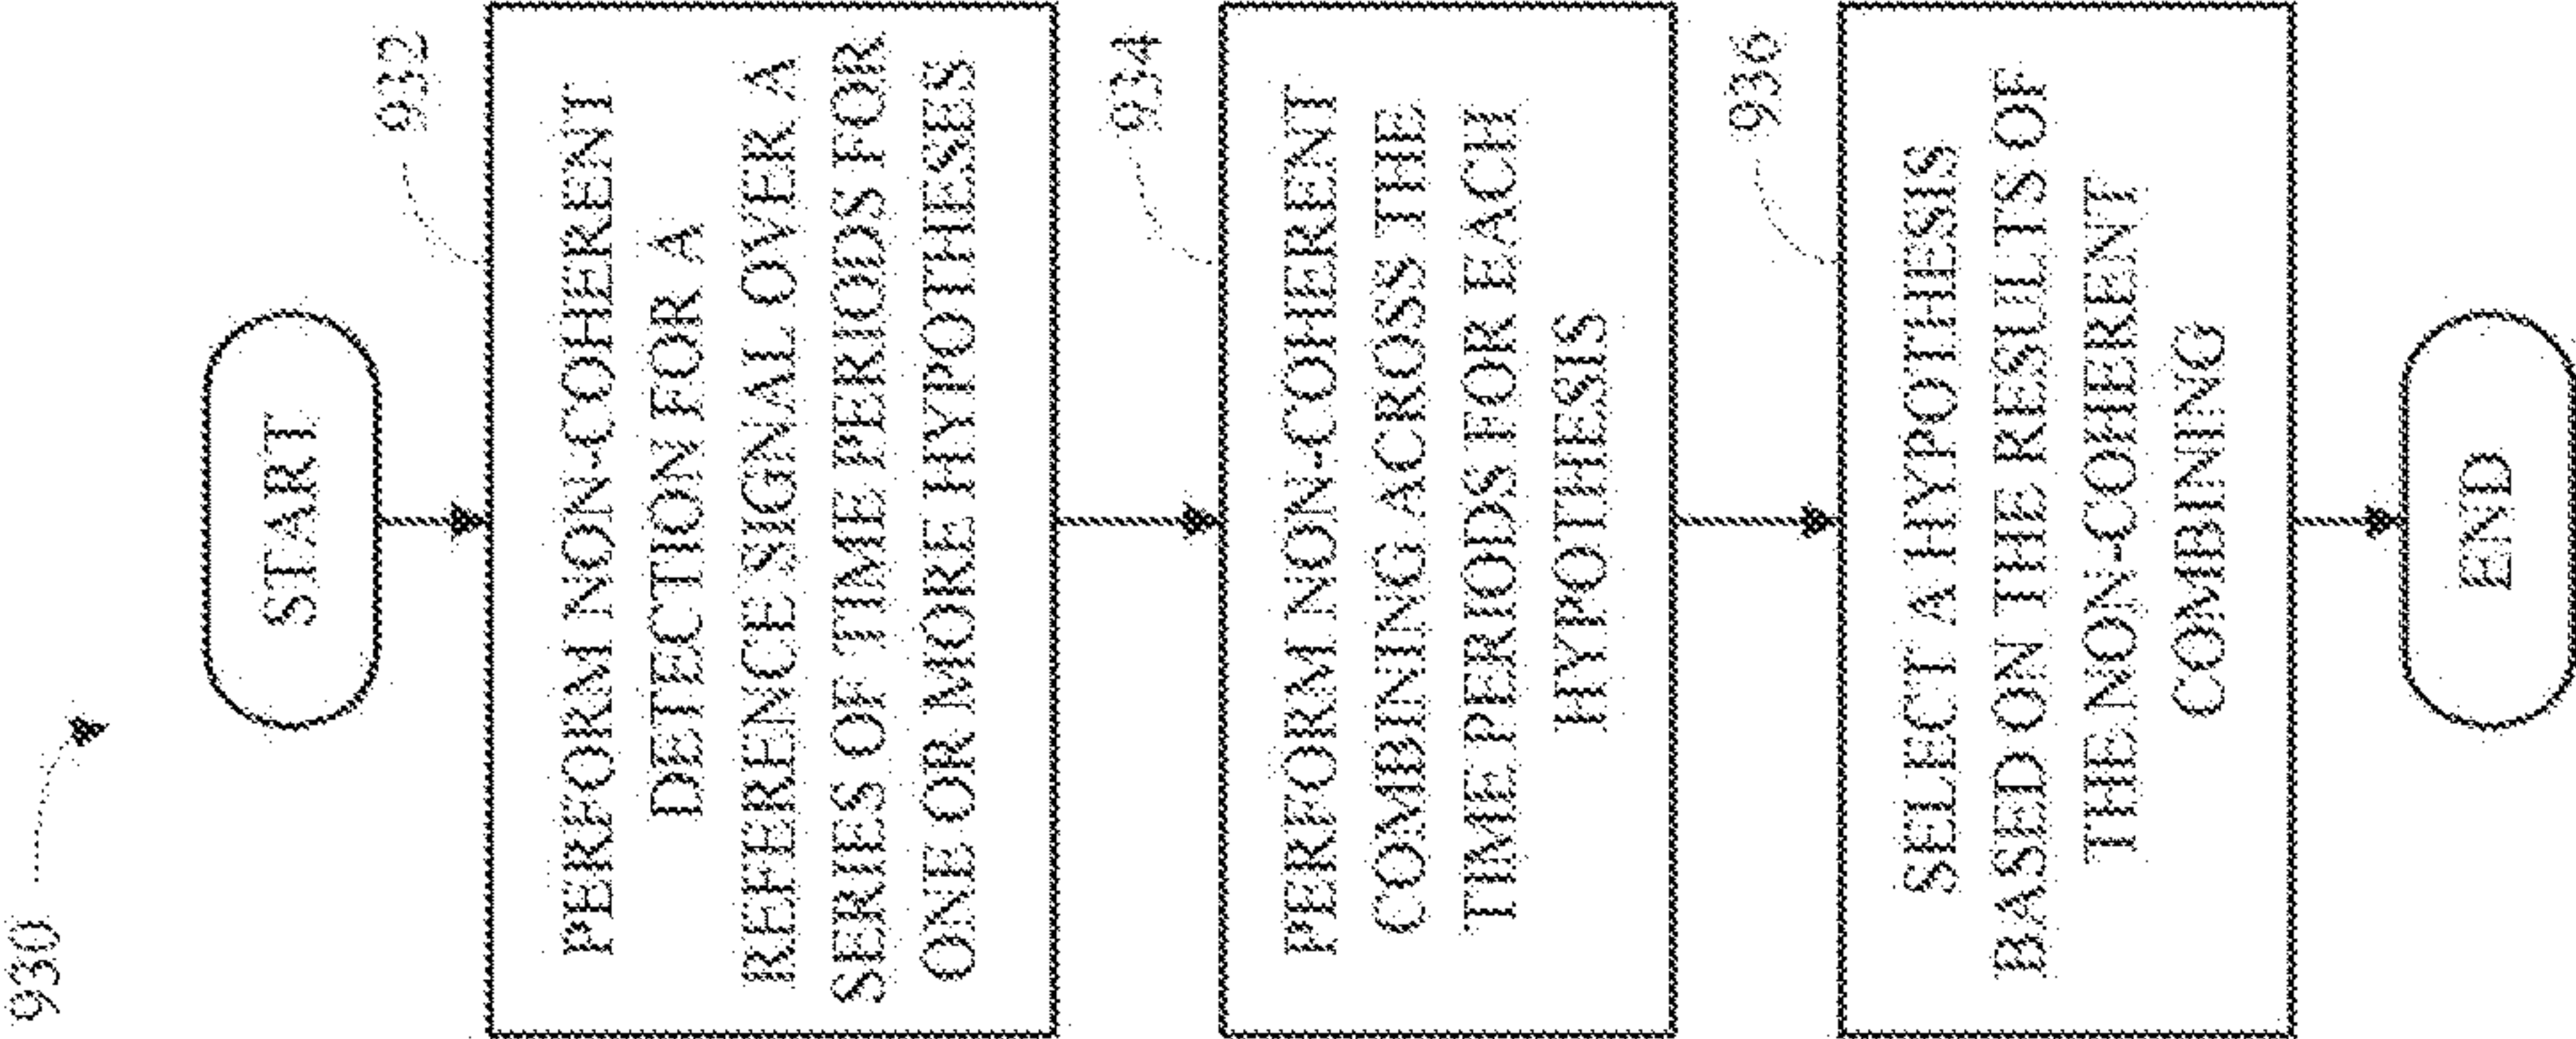 930
START
932
PERFORM NON-COHERENT
DETECTION FOR A
REFERENCE SIGNAL OVER A
SERIES OF TIME PERIODS FOR
ONE OR MORE HYPOTHESES
934
PERFORM NON-COHERENT
COMBINING ACROSS THE
TIME PERIODS FOR EACH
HYPOTHESIS
936
SELECT A HYPOTHESIS
BASED ON THE RESULTS OF
THE NON-COHERENT
COMBINING
END